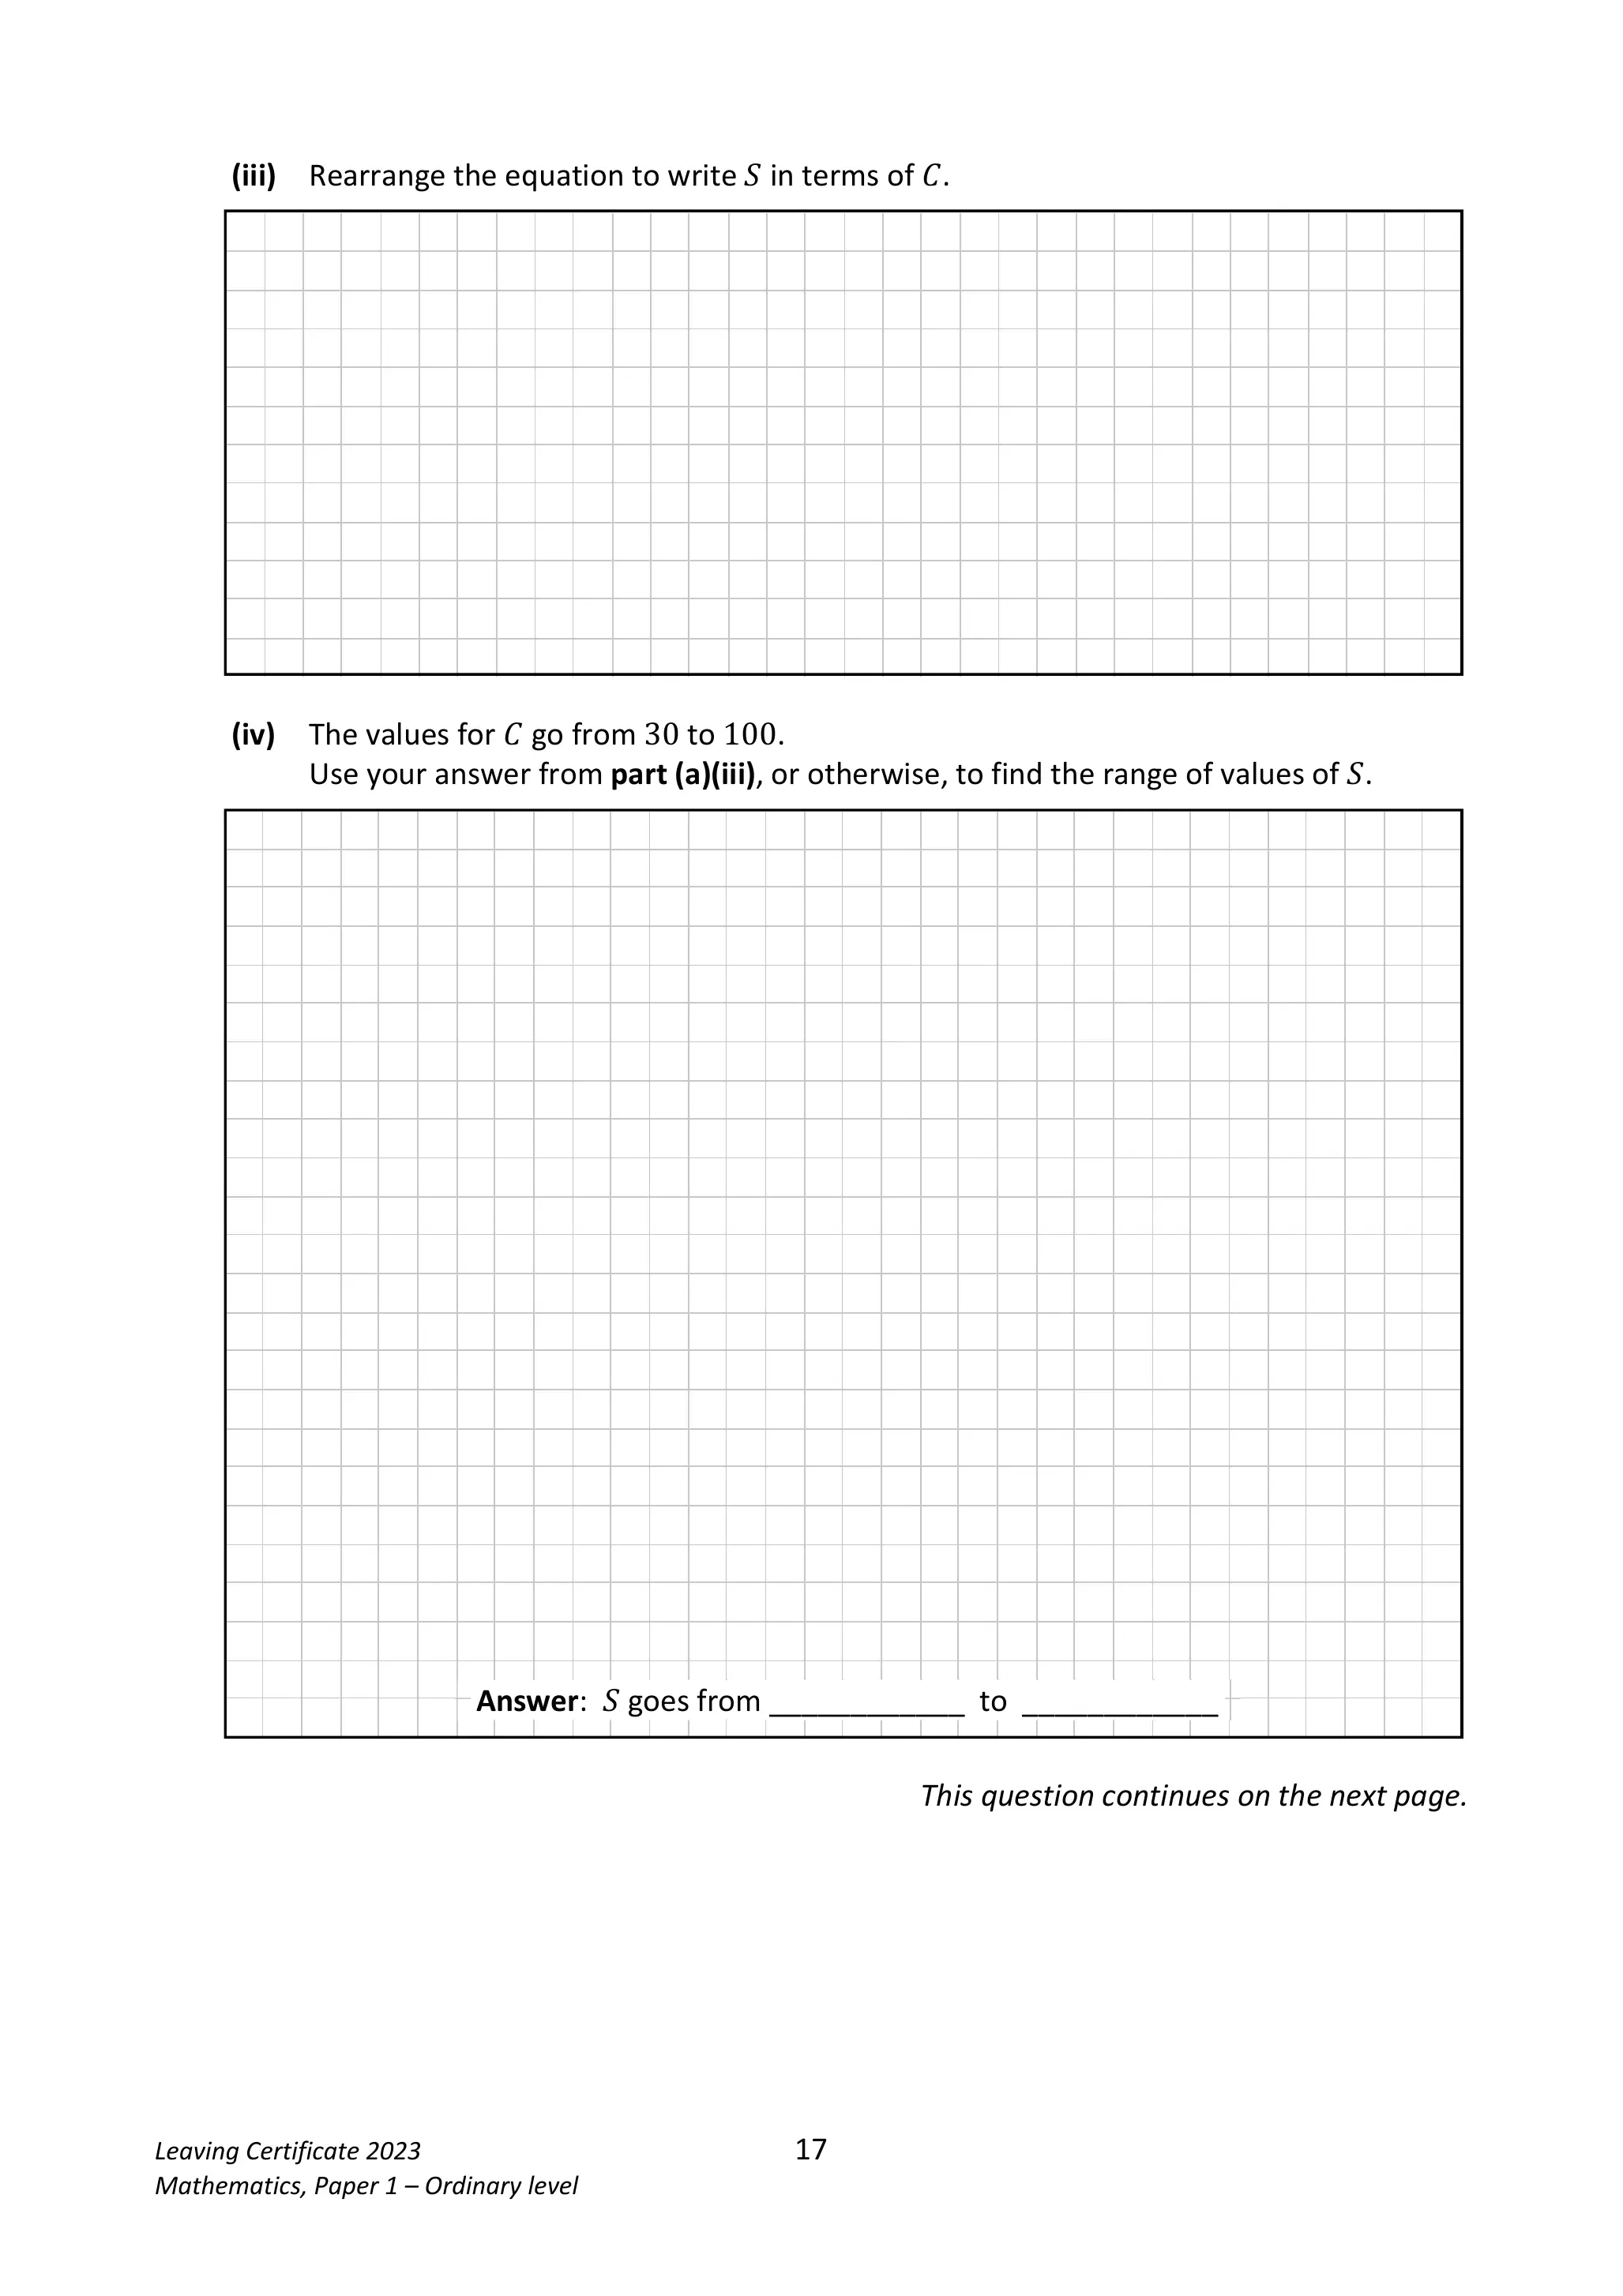 (iii) Rearrange the equation to write S in terms of C.
(iv) The values for C go from 30 to 100.
Use your answer from part (a)(iii), or otherwise, to find the range of values of S.
Answer: S goes from ____________ to ____________
This question continues on the next page.
Leaving Certificate 2023 17
Mathematics, Paper 1 – Ordinary level